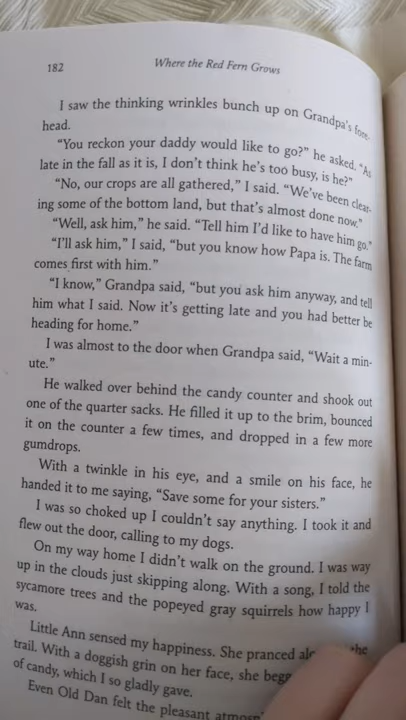 182
Where the Red Fern Grows
I saw the thinking wrinkles bunch up on Grandpa's fore-
head.
"You reckon your daddy would like to go?" he asked. "As
late in the fall as it is, I don't think he's too busy, is he?"
"No, our crops are all gathered," I said. "We've been clear-
ing some of the bottom land, but that's almost done now."
"Well, ask him," he said. "Tell him I'd like to have him go."
"I'll ask him," I said, "but you know how Papa is. The farm
comes first with him."
"I know," Grandpa said, "but you ask him anyway, and tell
him what I said. Now it's getting late and you had better be
heading for home."
I was almost to the door when Grandpa said, "Wait a min-
ute."
He walked over behind the candy counter and shook out
one of the quarter sacks. He filled it up to the brim, bounced
it on the counter a few times, and dropped in a few more
gumdrops.
With a twinkle in his eye, and a smile on his face, he
handed it to me saying, "Save some for your sisters."
I was so choked up I couldn't say anything. I took it and
flew out the door, calling to my dogs.
On my way home I didn't walk on the ground. I was way
up in the clouds just skipping along. With a song, I told the
sycamore trees and the popeyed gray squirrels how happy I
was.
Little Ann sensed my happiness. She pranced the
trail. With a doggish grin on her face, she
of candy, which I so gladly gave.
Even Old Dan felt the pleasant